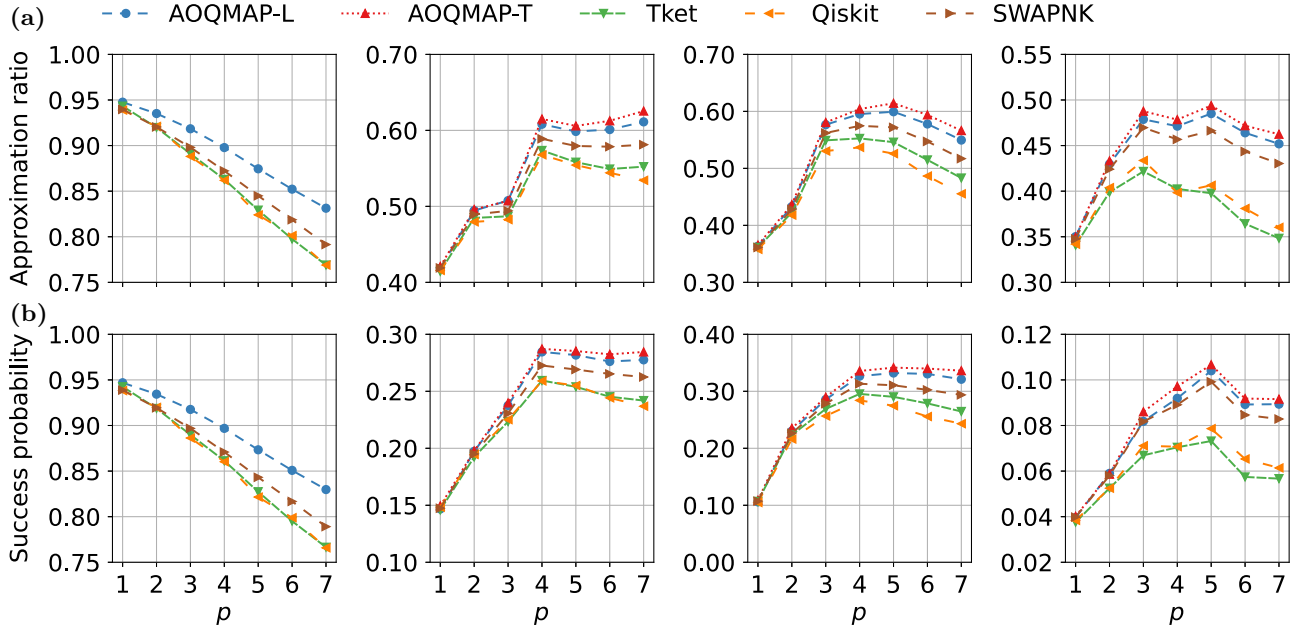 (a) AOQMAP-L AOQMAP-T Tket Qiskit SWAPNK
Approximation ratio
1.00 0.95 0.90 0.85 0.80 0.75
0.70 0.60 0.50 0.40
0.70 0.60 0.50 0.40 0.30
0.55 0.50 0.45 0.40 0.35 0.30
(b)
Success probability
1.00 0.95 0.90 0.85 0.80 0.75
0.30 0.25 0.20 0.15 0.10
0.40 0.30 0.20 0.10 0.00
0.12 0.10 0.08 0.06 0.04 0.02
1 2 3 4 5 6 7 1 2 3 4 5 6 7 1 2 3 4 5 6 7 1 2 3 4 5 6 7
p p p p